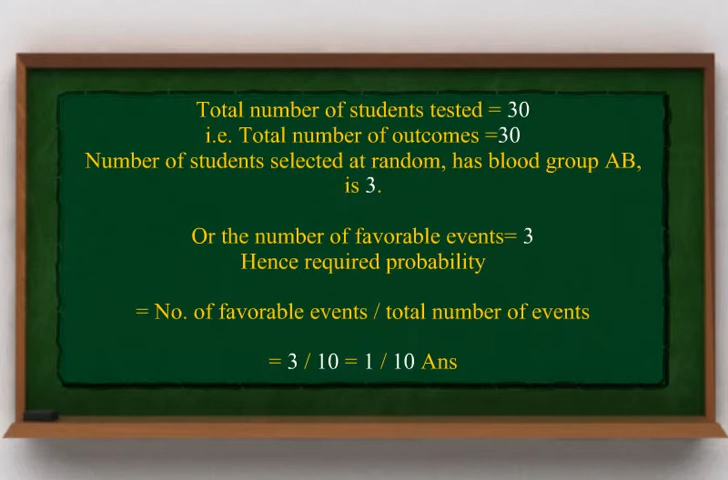 Total number of students tested = 30
i.e. Total number of outcomes =30
Number of students selected at random, has blood group AB,
is 3.
Or the number of favorable events= 3
Hence required probability
= No. of favorable events / total number of events
= 3 / 10 = 1 / 10 Ans